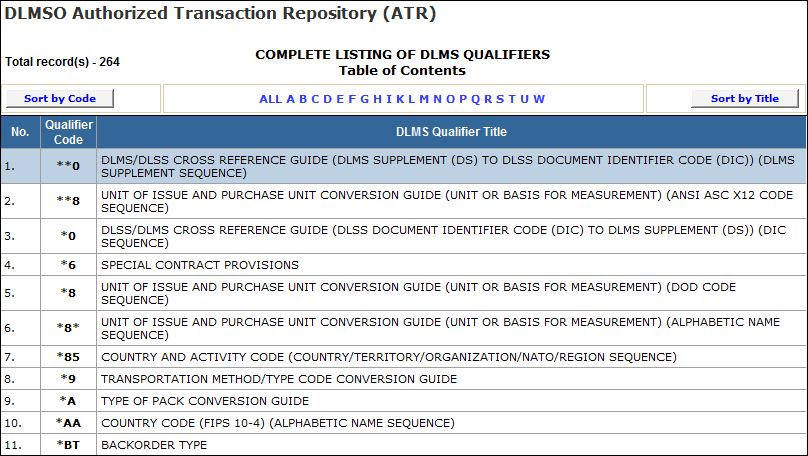 DLMSO Authorized Transaction Repository (ATR)
Total record(s) - 264
COMPLETE LISTING OF DLMS QUALIFIERS
Table of Contents
Sort by Code
ALL A B C D E F G H I K L M N O P Q R S T U W
Sort by Title
No.
Qualifier
Code
DLMS Qualifier Title
1. **0 DLMS/DLSS CROSS REFERENCE GUIDE (DLMS SUPPLEMENT (DS) TO DLSS DOCUMENT IDENTIFIER CODE (DIC)) (DLMS
SUPPLEMENT SEQUENCE)
2. **8 UNIT OF ISSUE AND PURCHASE UNIT CONVERSION GUIDE (UNIT OR BASIS FOR MEASUREMENT) (ANSI ASC X12 CODE
SEQUENCE)
3. *0 DLSS/DLMS CROSS REFERENCE GUIDE (DLSS DOCUMENT IDENTIFIER CODE (DIC) TO DLMS SUPPLEMENT (DS)) (DIC
SEQUENCE)
4. *6 SPECIAL CONTRACT PROVISIONS
5. *8 UNIT OF ISSUE AND PURCHASE UNIT CONVERSION GUIDE (UNIT OR BASIS FOR MEASUREMENT) (DOD CODE
SEQUENCE)
6. *8* UNIT OF ISSUE AND PURCHASE UNIT CONVERSION GUIDE (UNIT OR BASIS FOR MEASUREMENT) (ALPHABETIC NAME
SEQUENCE)
7. *85 COUNTRY AND ACTIVITY CODE (COUNTRY/TERRITORY/ORGANIZATION/NATO/REGION SEQUENCE)
8. *9 TRANSPORTATION METHOD/TYPE CODE CONVERSION GUIDE
9. *A TYPE OF PACK CONVERSION GUIDE
10. *AA COUNTRY CODE (FIPS 10-4) (ALPHABETIC NAME SEQUENCE)
11. *BT BACKORDER TYPE